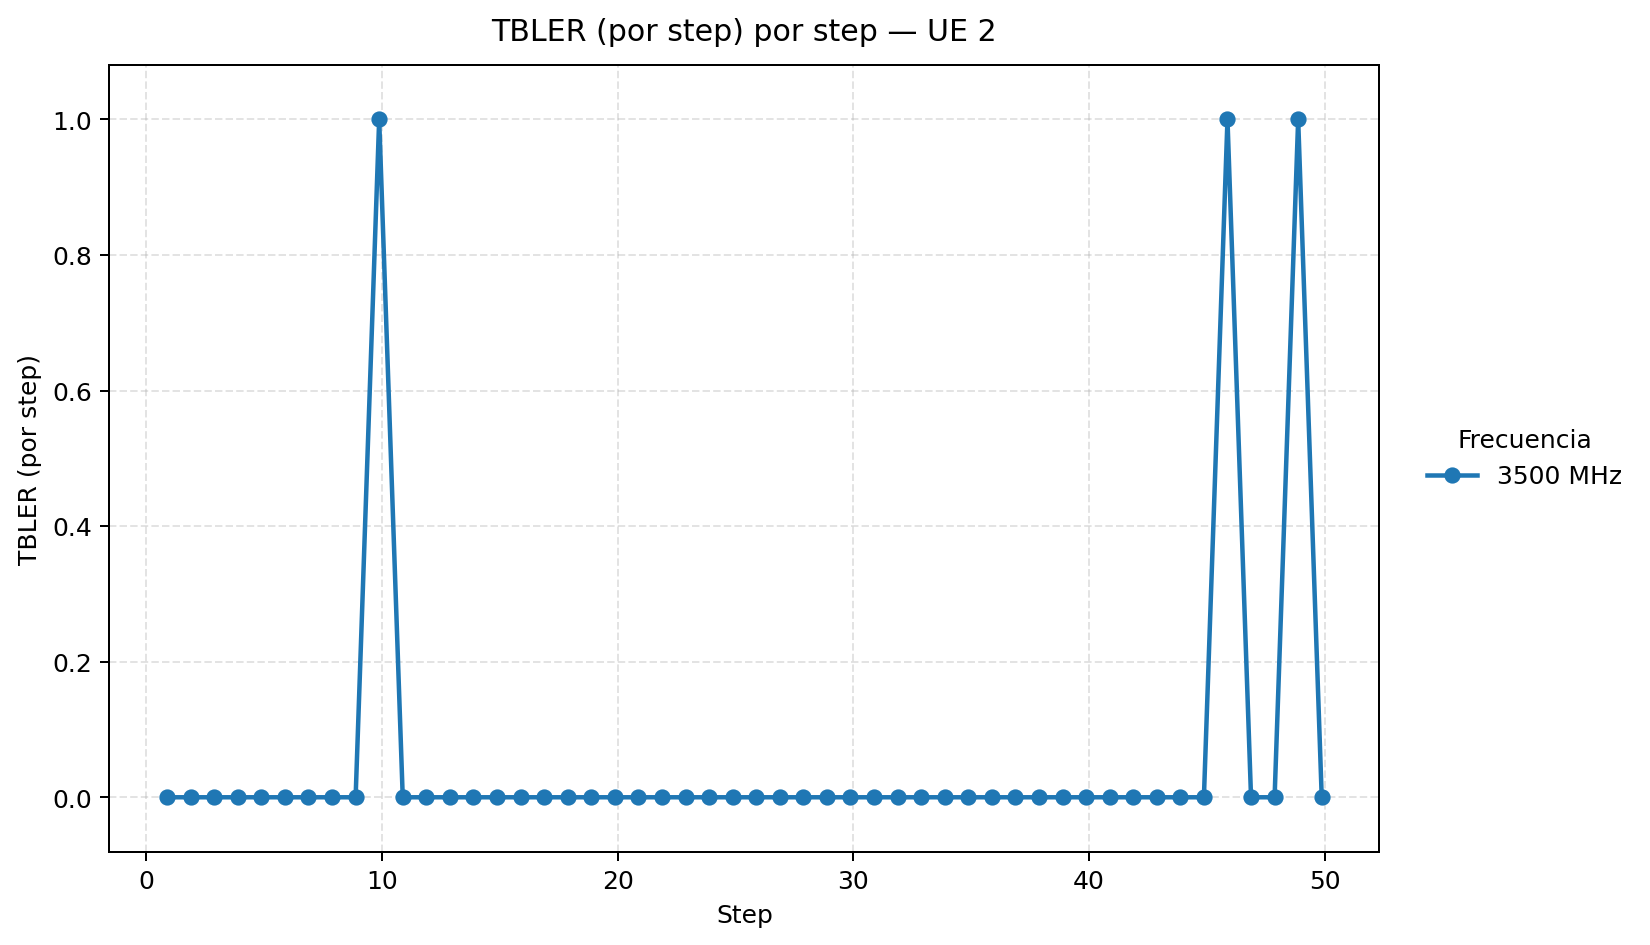 TBLER (por step) por step — UE 2
TBLER (por step)
1.0
0.8
0.6
0.4
0.2
0.0
0 10 20 30 40 50
Step
Frecuencia
3500 MHz